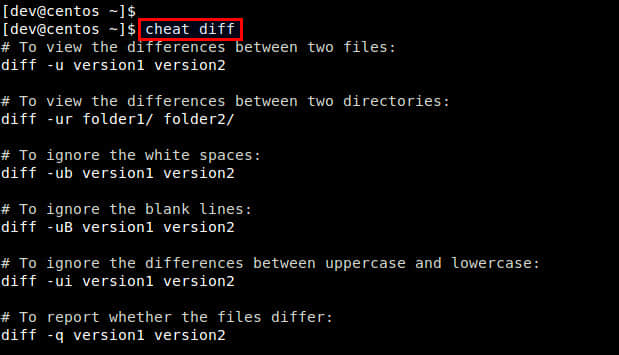 [dev@centos ~]$
[dev@centos ~]$ cheat diff
# To view the differences between two files:
diff -u version1 version2
# To view the differences between two directories:
diff -ur folder1/ folder2/
# To ignore the white spaces:
diff -ub version1 version2
# To ignore the blank lines:
diff -uB version1 version2
# To ignore the differences between uppercase and lowercase:
diff -ui version1 version2
# To report whether the files differ:
diff -q version1 version2